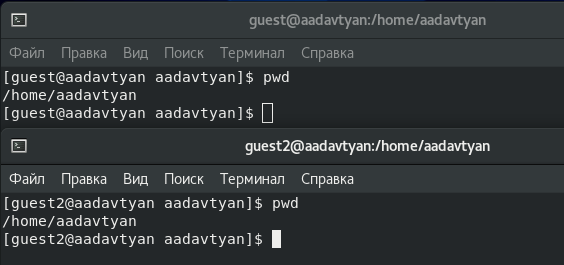 guest@aadavtyan:/home/aadavtyan
Файл Правка Вид Поиск Терминал Справка
[guest@aadavtyan aadavtyan]$ pwd
/home/aadavtyan
[guest@aadavtyan aadavtyan]$
guest2@aadavtyan:/home/aadavtyan
Файл Правка Вид Поиск Терминал Справка
[guest2@aadavtyan aadavtyan]$ pwd
/home/aadavtyan
[guest2@aadavtyan aadavtyan]$